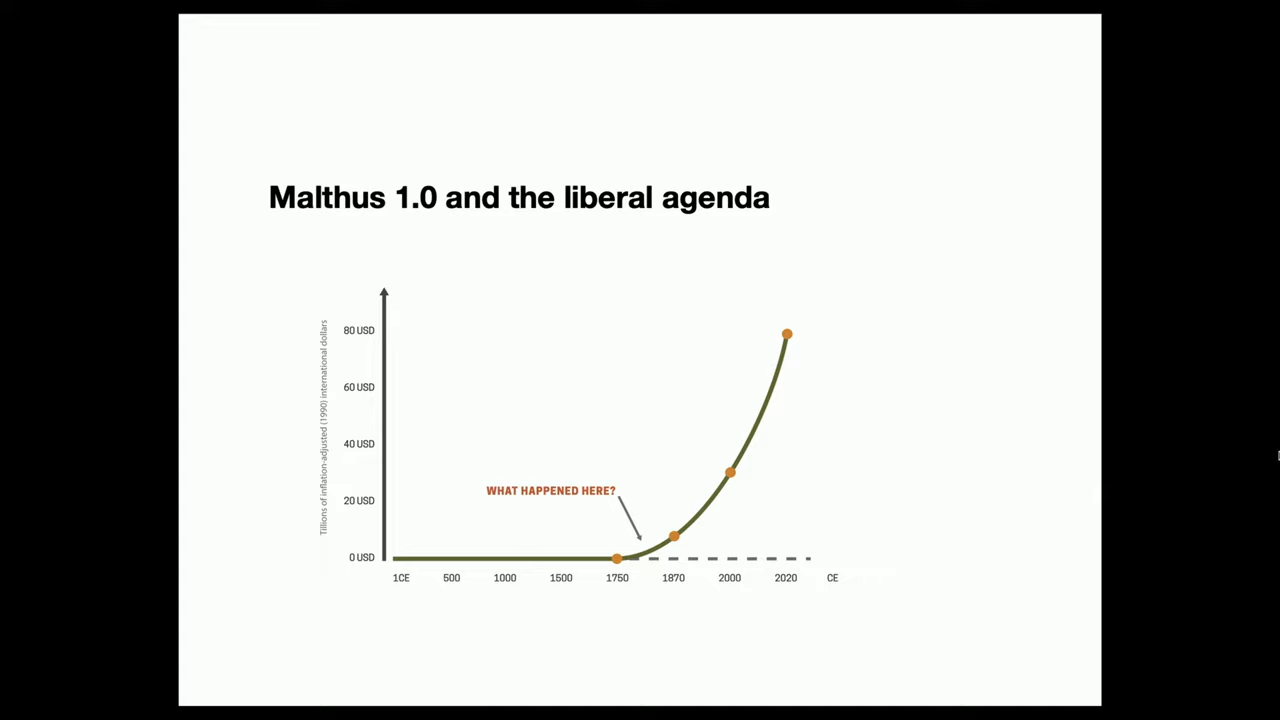 Malthus 1.0 and the liberal agenda
Tillions of inflation-adjusted (1990) international dollars
80 USD
60 USD
40 USD
20 USD
0 USD
WHAT HAPPENED HERE?
1CE 500 1000 1500 1750 1870 2000 2020 CE